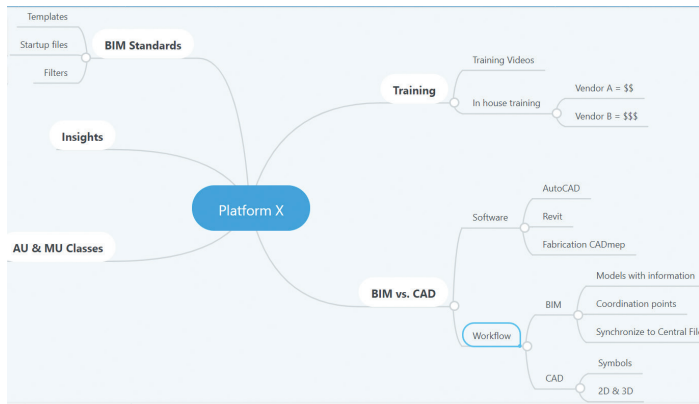 Templates
Startup files
Filters
BIM Standards
Insights
AU & MU Classes
Platform X
Training
Training Videos
In house training
Vendor A = $$
Vendor B = $$$
BIM vs. CAD
Software
AutoCAD
Revit
Fabrication CADmep
Workflow
BIM
Models with information
Coordination points
Synchronize to Central File
CAD
Symbols
2D & 3D